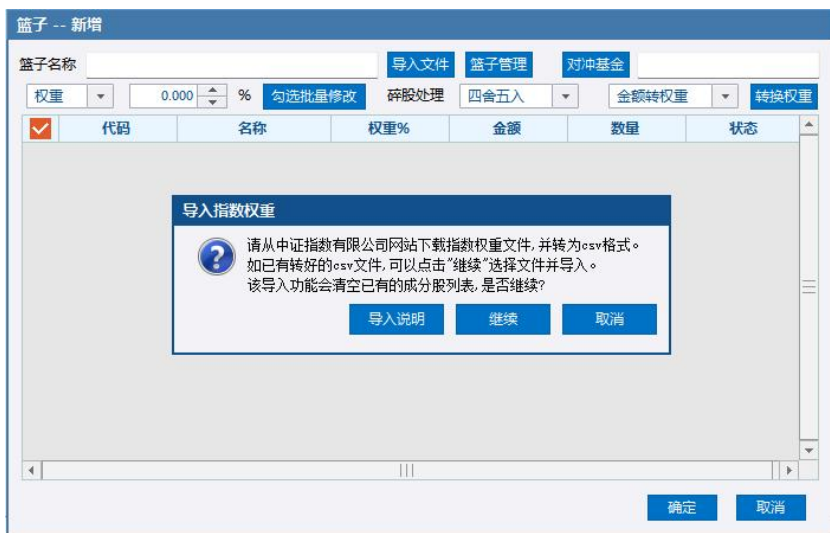 篮子 -- 新增
篮子名称 导入文件 篮子管理 对冲基金
权重 0.000 % 勾选批量修改 碎股处理 四舍五入 金额转权重 转换权重
代码 名称 权重% 金额 数量 状态
导入指数权重
请从中证指数有限公司网站下载指数权重文件,并转为csv格式。
如已有转好的csv文件,可以点击"继续"选择文件并导入。
该导入功能会清空已有的成分股列表,是否继续?
导入说明 继续 取消
确定 取消